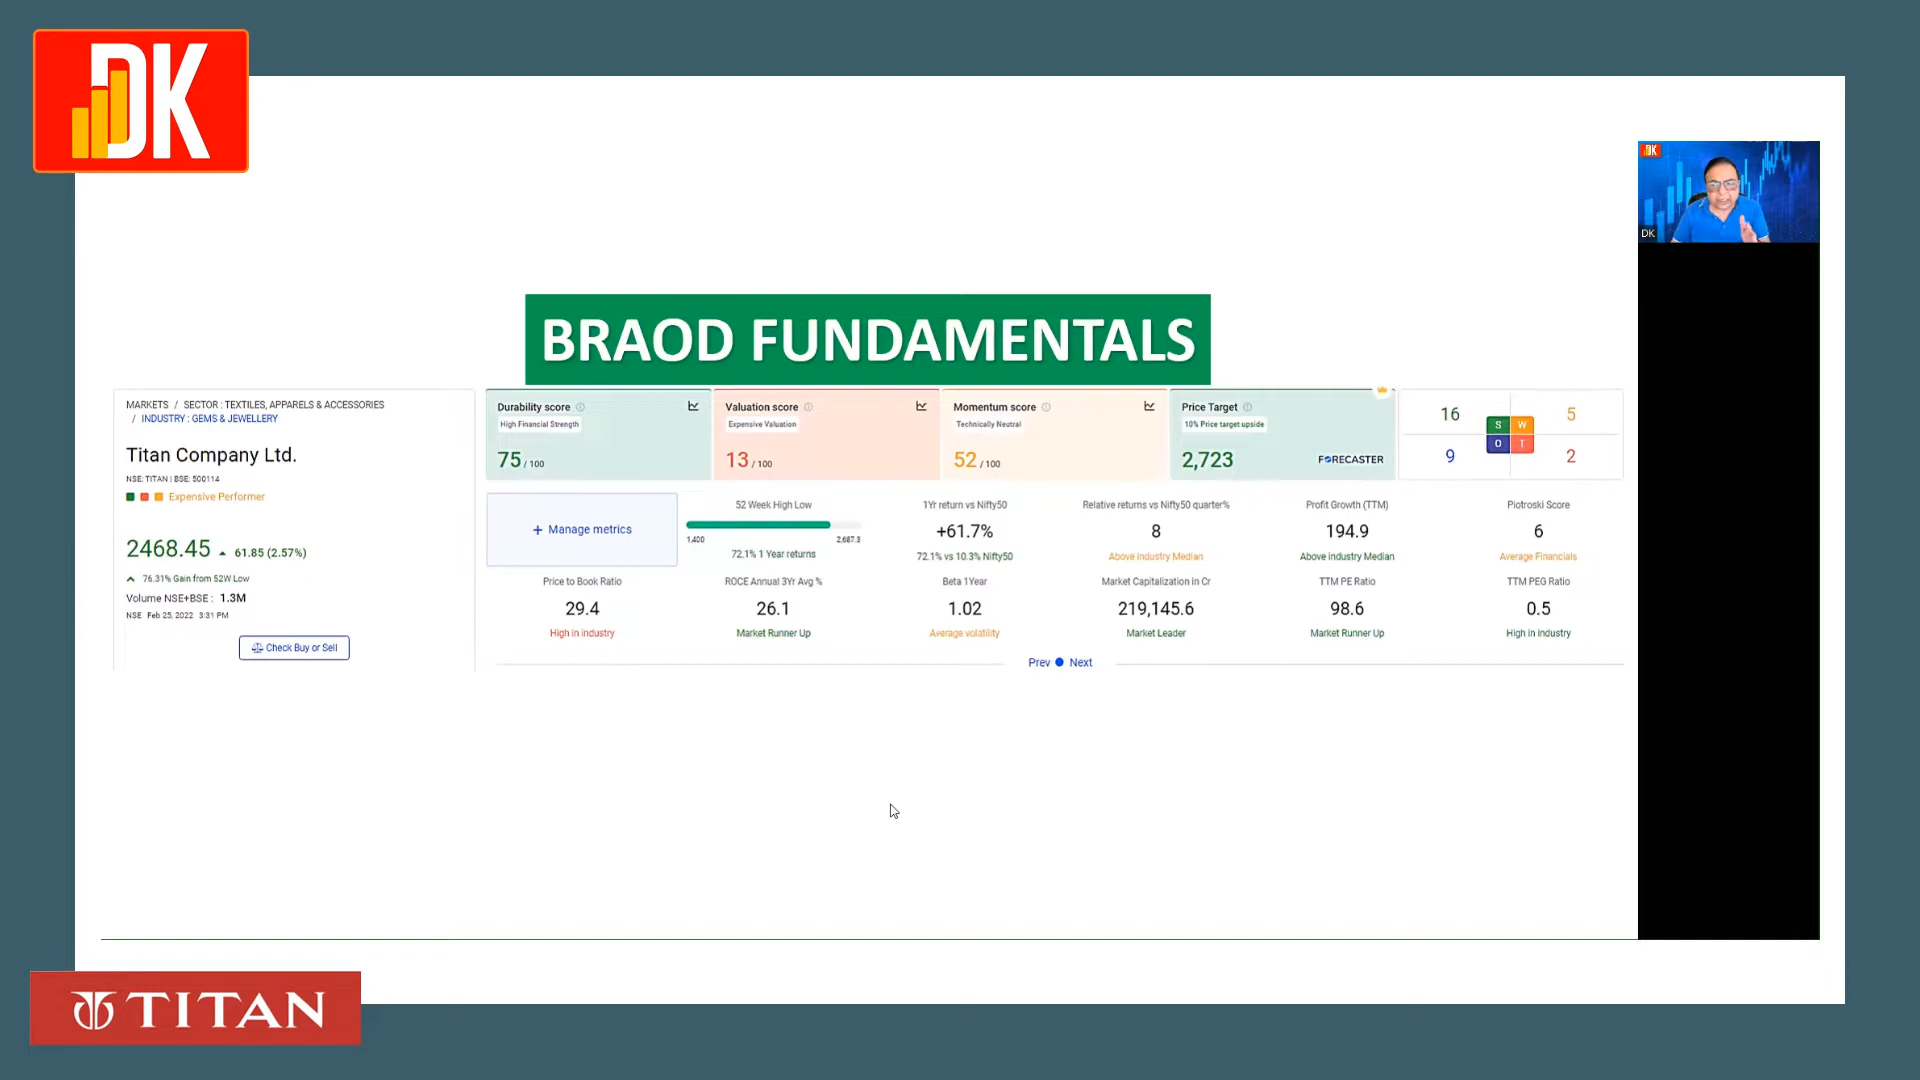 DK
DK
DK
BRAOD FUNDAMENTALS
MARKETS / SECTOR : TEXTILES, APPARELS & ACCESSORIES
/ INDUSTRY : GEMS & JEWELLERY
Titan Company Ltd.
NSE: TITAN | BSE: 500114
Expensive Performer
2468.45 61.85 (2.57%)
76.31% Gain from 52W Low
Volume NSE+BSE : 1.3M
NSE Feb 25, 2022 3:31 PM
Check Buy or Sell
Durability score
High Financial Strength
75 / 100
Valuation score
Expensive Valuation
13 / 100
Momentum score
Technically Neutral
52 / 100
Price Target
10% Price target upside
2,723 FORECASTER
16 S W 5
9 O T 2
+ Manage metrics
52 Week High Low
1,400 2,687.3
72.1% 1 Year returns
1Yr return vs Nifty50
+61.7%
72.1% vs 10.3% Nifty50
Relative returns vs Nifty50 quarter%
8
Above industry Median
Profit Growth (TTM)
194.9
Above industry Median
Piotroski Score
6
Average Financials
Price to Book Ratio
29.4
High in industry
ROCE Annual 3Yr Avg %
26.1
Market Runner Up
Beta 1Year
1.02
Average volatility
Market Capitalization in Cr
219,145.6
Market Leader
TTM PE Ratio
98.6
Market Runner Up
TTM PEG Ratio
0.5
High in industry
Prev Next
TITAN